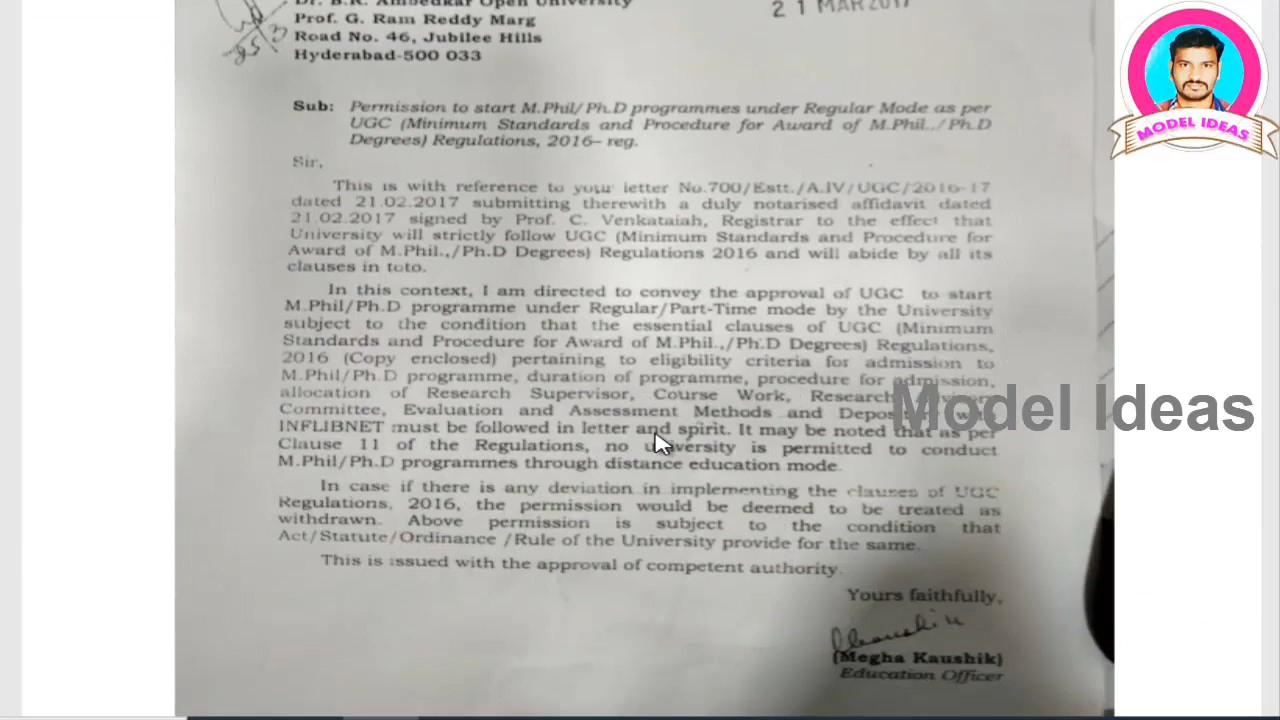 Dr. B.R. Ambedkar Open University
21 MAR 2017
Prof. G. Ram Reddy Marg
Road No. 46, Jubilee Hills
Hyderabad-500 033
Sub: Permission to start M.Phil/Ph.D programmes under Regular Mode as per
UGC (Minimum Standards and Procedure for Award of M.Phil../Ph.D
Degrees) Regulations, 2016– reg.
Sir,
This is with reference to your letter No.700/Estt./A.IV/UGC/2016-17
dated 21.02.2017 submitting therewith a duly notarised affidavit dated
21.02.2017 signed by Prof. C. Venkataiah, Registrar to the effect that
University will strictly follow UGC (Minimum Standards and Procedure for
Award of M.Phil.,/Ph.D Degrees) Regulations 2016 and will abide by all its
clauses in toto.
In this context, I am directed to convey the approval of UGC to start
M.Phil/Ph.D programme under Regular/Part-Time mode by the University
subject to the condition that the essential clauses of UGC (Minimum
Standards and Procedure for Award of M.Phil.,/Ph.D Degrees) Regulations,
2016 (Copy enclosed) pertaining to eligibility criteria for admission to
M.Phil/Ph.D programme, duration of programme, procedure for admission,
allocation of Research Supervisor, Course Work, Research
Committee, Evaluation and Assessment Methods and
INFLIBNET must be followed in letter and spirit. It may be noted that as per
Clause 11 of the Regulations, no university is permitted to conduct
M.Phil/Ph.D programmes through distance education mode.
In case if there is any deviation in implementing the clauses of UGC
Regulations, 2016, the permission would be deemed to be treated as
withdrawn. Above permission is subject to the condition that
Act/Statute/Ordinance /Rule of the University provide for the same.
This is issued with the approval of competent authority.
Yours faithfully,
(Megha Kaushik)
Education Officer
MODEL IDEAS
Model Ideas